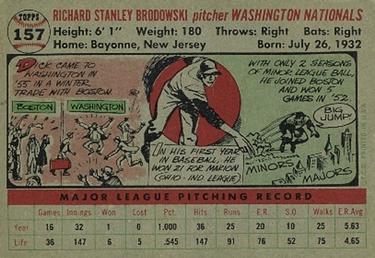 TOPPS
157
RICHARD STANLEY BRODOWSKI pitcher WASHINGTON NATIONALS
Height: 6' 1" Weight: 180 Throws: Right Bats: Right
Home: Bayonne, New Jersey Born: July 26, 1932
DICK CAME TO
WASHINGTON IN
'55 IN A WINTER
TRADE WITH BOSTON.
BOSTON
WASHINGTON
IN HIS FIRST YEAR
IN BASEBALL, HE
WON 21 FOR MARION
(OHIO-IND. LEAGUE)
WITH ONLY 2 SEASONS
OF MINOR LEAGUE BALL,
HE JOINED BOSTON
AND WON 5
GAMES IN '52.
BIG
JUMP!
MINORS
MAJORS
MAJOR LEAGUE PITCHING RECORD
Games Innings Won Lost Pct. Hits Runs E.R. S.O. Walks E.R.Avg
Year 16 32 1 0 1.000 36 25 20 10 25 5.63
Life 36 147 6 5 .545 147 91 76 52 75 4.65